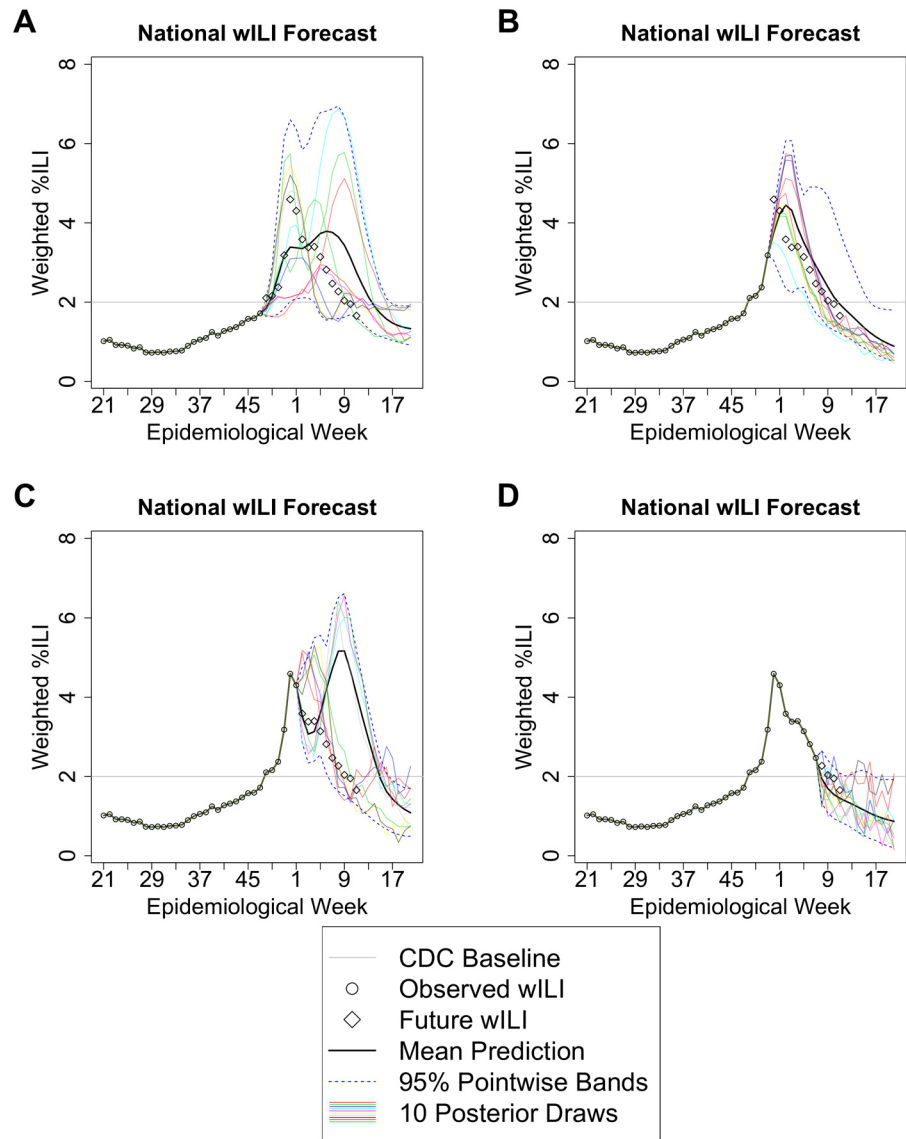 A
National wILI Forecast
Weighted %ILI
8
6
4
2
0
21 29 37 45 1 9 17
Epidemiological Week
B
National wILI Forecast
Weighted %ILI
8
6
4
2
0
21 29 37 45 1 9 17
Epidemiological Week
C
National wILI Forecast
Weighted %ILI
8
6
4
2
0
21 29 37 45 1 9 17
Epidemiological Week
D
National wILI Forecast
Weighted %ILI
8
6
4
2
0
21 29 37 45 1 9 17
Epidemiological Week
CDC Baseline
Observed wILI
Future wILI
Mean Prediction
95% Pointwise Bands
10 Posterior Draws